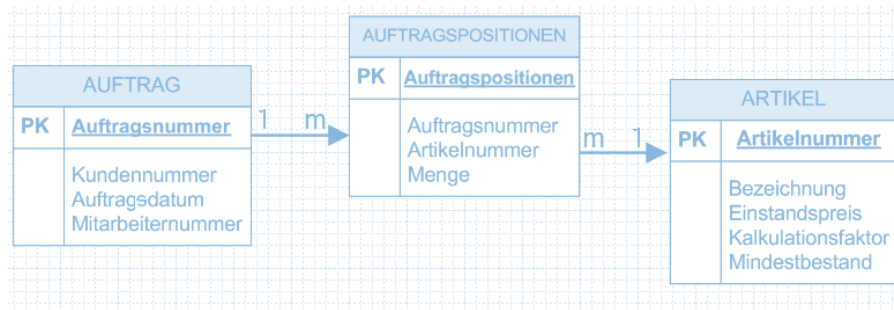 AUFTRAG
PK Auftragsnummer
Kundennummer
Auftragsdatum
Mitarbeiternummer
1 m
AUFTRAGSPOSITIONEN
PK Auftragspositionen
Auftragsnummer
Artikelnummer
Menge
m 1
ARTIKEL
PK Artikelnummer
Bezeichnung
Einstandspreis
Kalkulationsfaktor
Mindestbestand